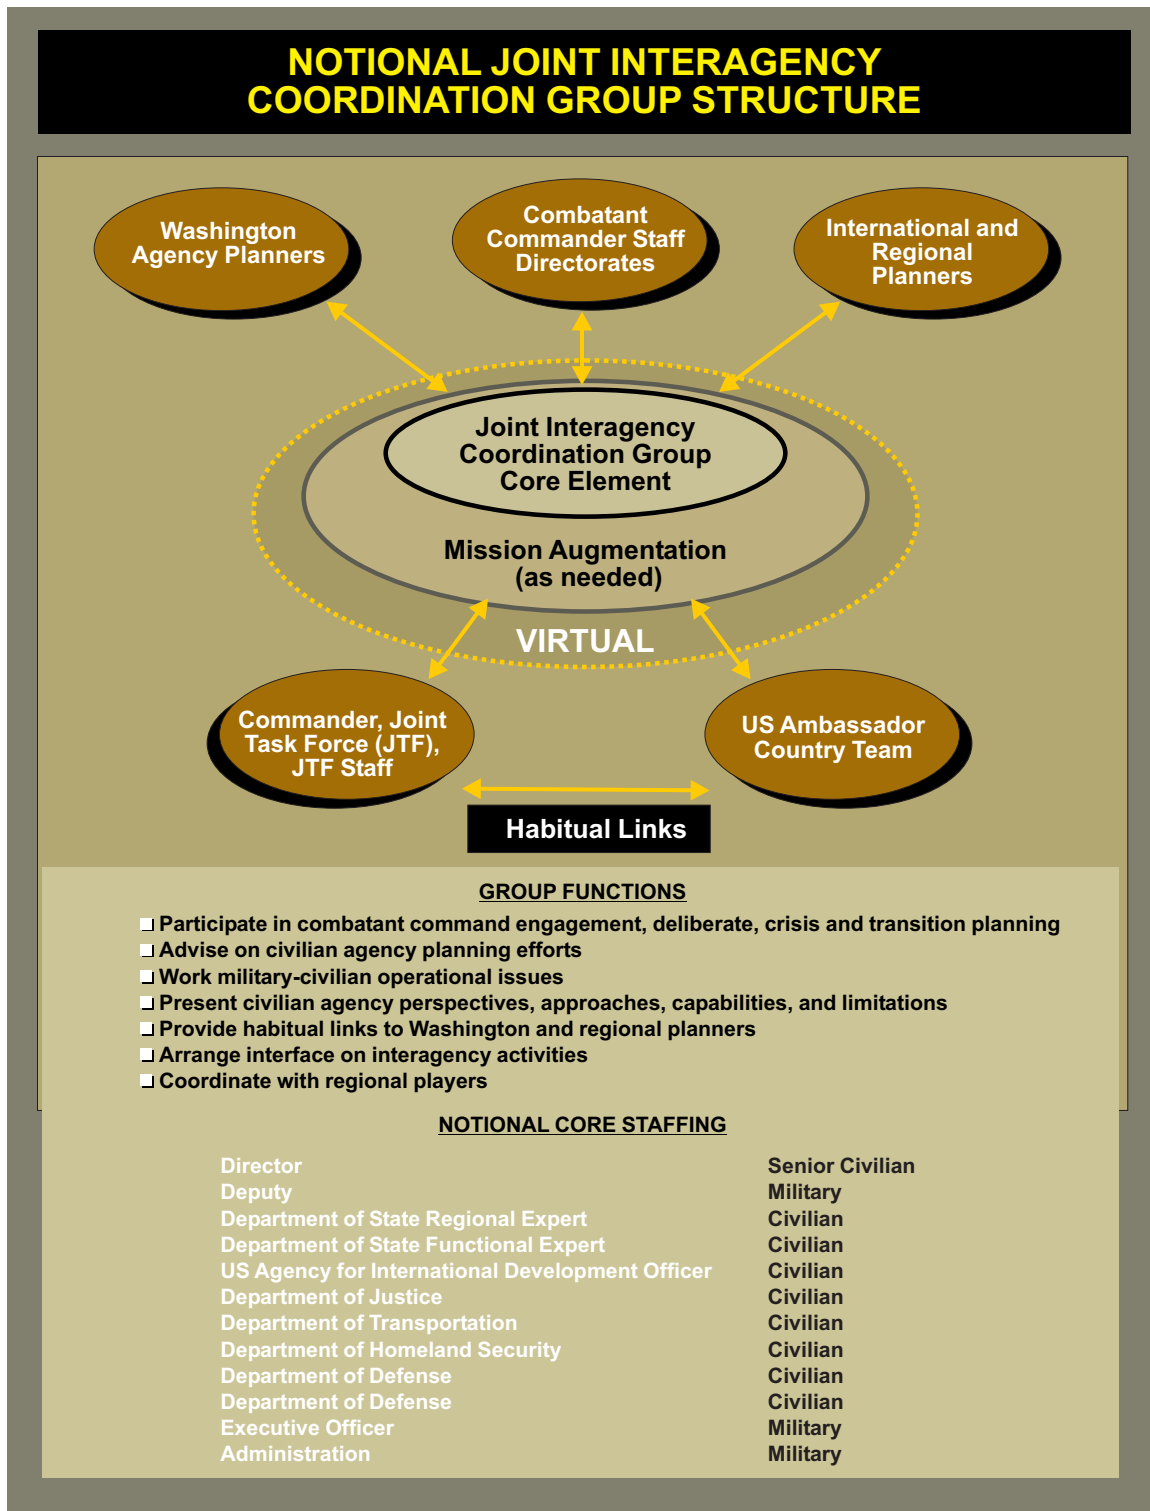 NOTIONAL JOINT INTERAGENCY
COORDINATION GROUP STRUCTURE
Washington
Agency Planners
Combatant
Commander Staff
Directorates
International and
Regional
Planners
Joint Interagency
Coordination Group
Core Element
Mission Augmentation
(as needed)
VIRTUAL
Commander, Joint
Task Force (JTF),
JTF Staff
US Ambassador
Country Team
Habitual Links
GROUP FUNCTIONS
Participate in combatant command engagement, deliberate, crisis and transition planning
Advise on civilian agency planning efforts
Work military-civilian operational issues
Present civilian agency perspectives, approaches, capabilities, and limitations
Provide habitual links to Washington and regional planners
Arrange interface on interagency activities
Coordinate with regional players
NOTIONAL CORE STAFFING
Director Senior Civilian
Deputy Military
Department of State Regional Expert Civilian
Department of State Functional Expert Civilian
US Agency for International Development Officer Civilian
Department of Justice Civilian
Department of Transportation Civilian
Department of Homeland Security Civilian
Department of Defense Civilian
Department of Defense Civilian
Executive Officer Military
Administration Military